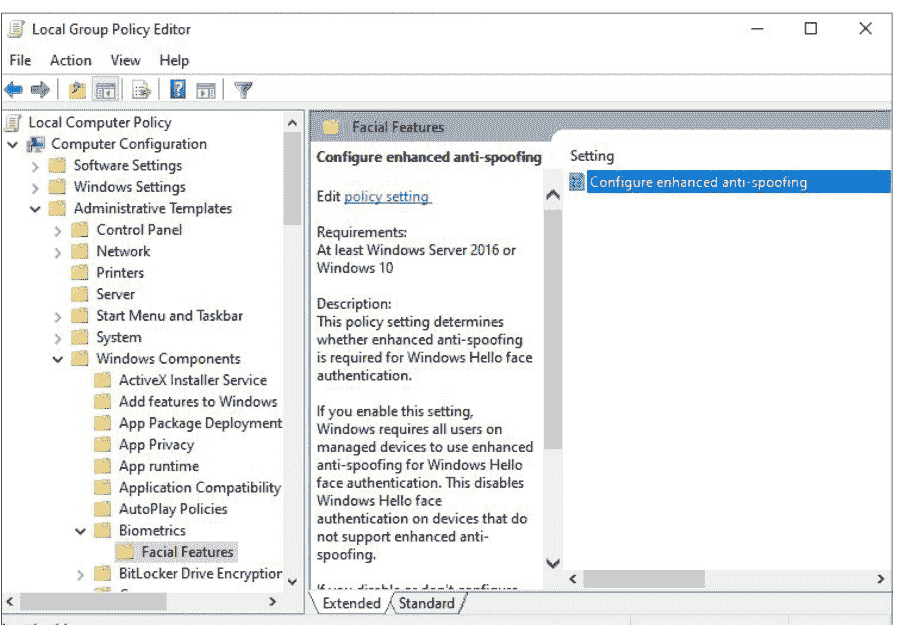 Local Group Policy Editor
File Action View Help
Local Computer Policy
Computer Configuration
Software Settings
Windows Settings
Administrative Templates
Control Panel
Network
Printers
Server
Start Menu and Taskbar
System
Windows Components
ActiveX Installer Service
Add features to Windows
App Package Deployment
App Privacy
App runtime
Application Compatibility
AutoPlay Policies
Biometrics
Facial Features
BitLocker Drive Encryption
Facial Features
Configure enhanced anti-spoofing
Edit policy setting
Requirements:
At least Windows Server 2016 or
Windows 10
Description:
This policy setting determines
whether enhanced anti-spoofing
is required for Windows Hello face
authentication.
If you enable this setting,
Windows requires all users on
managed devices to use enhanced
anti-spoofing for Windows Hello
face authentication. This disables
Windows Hello face
authentication on devices that do
not support enhanced anti-
spoofing.
If you disable or don't configure
Setting
Configure enhanced anti-spoofing
Extended Standard